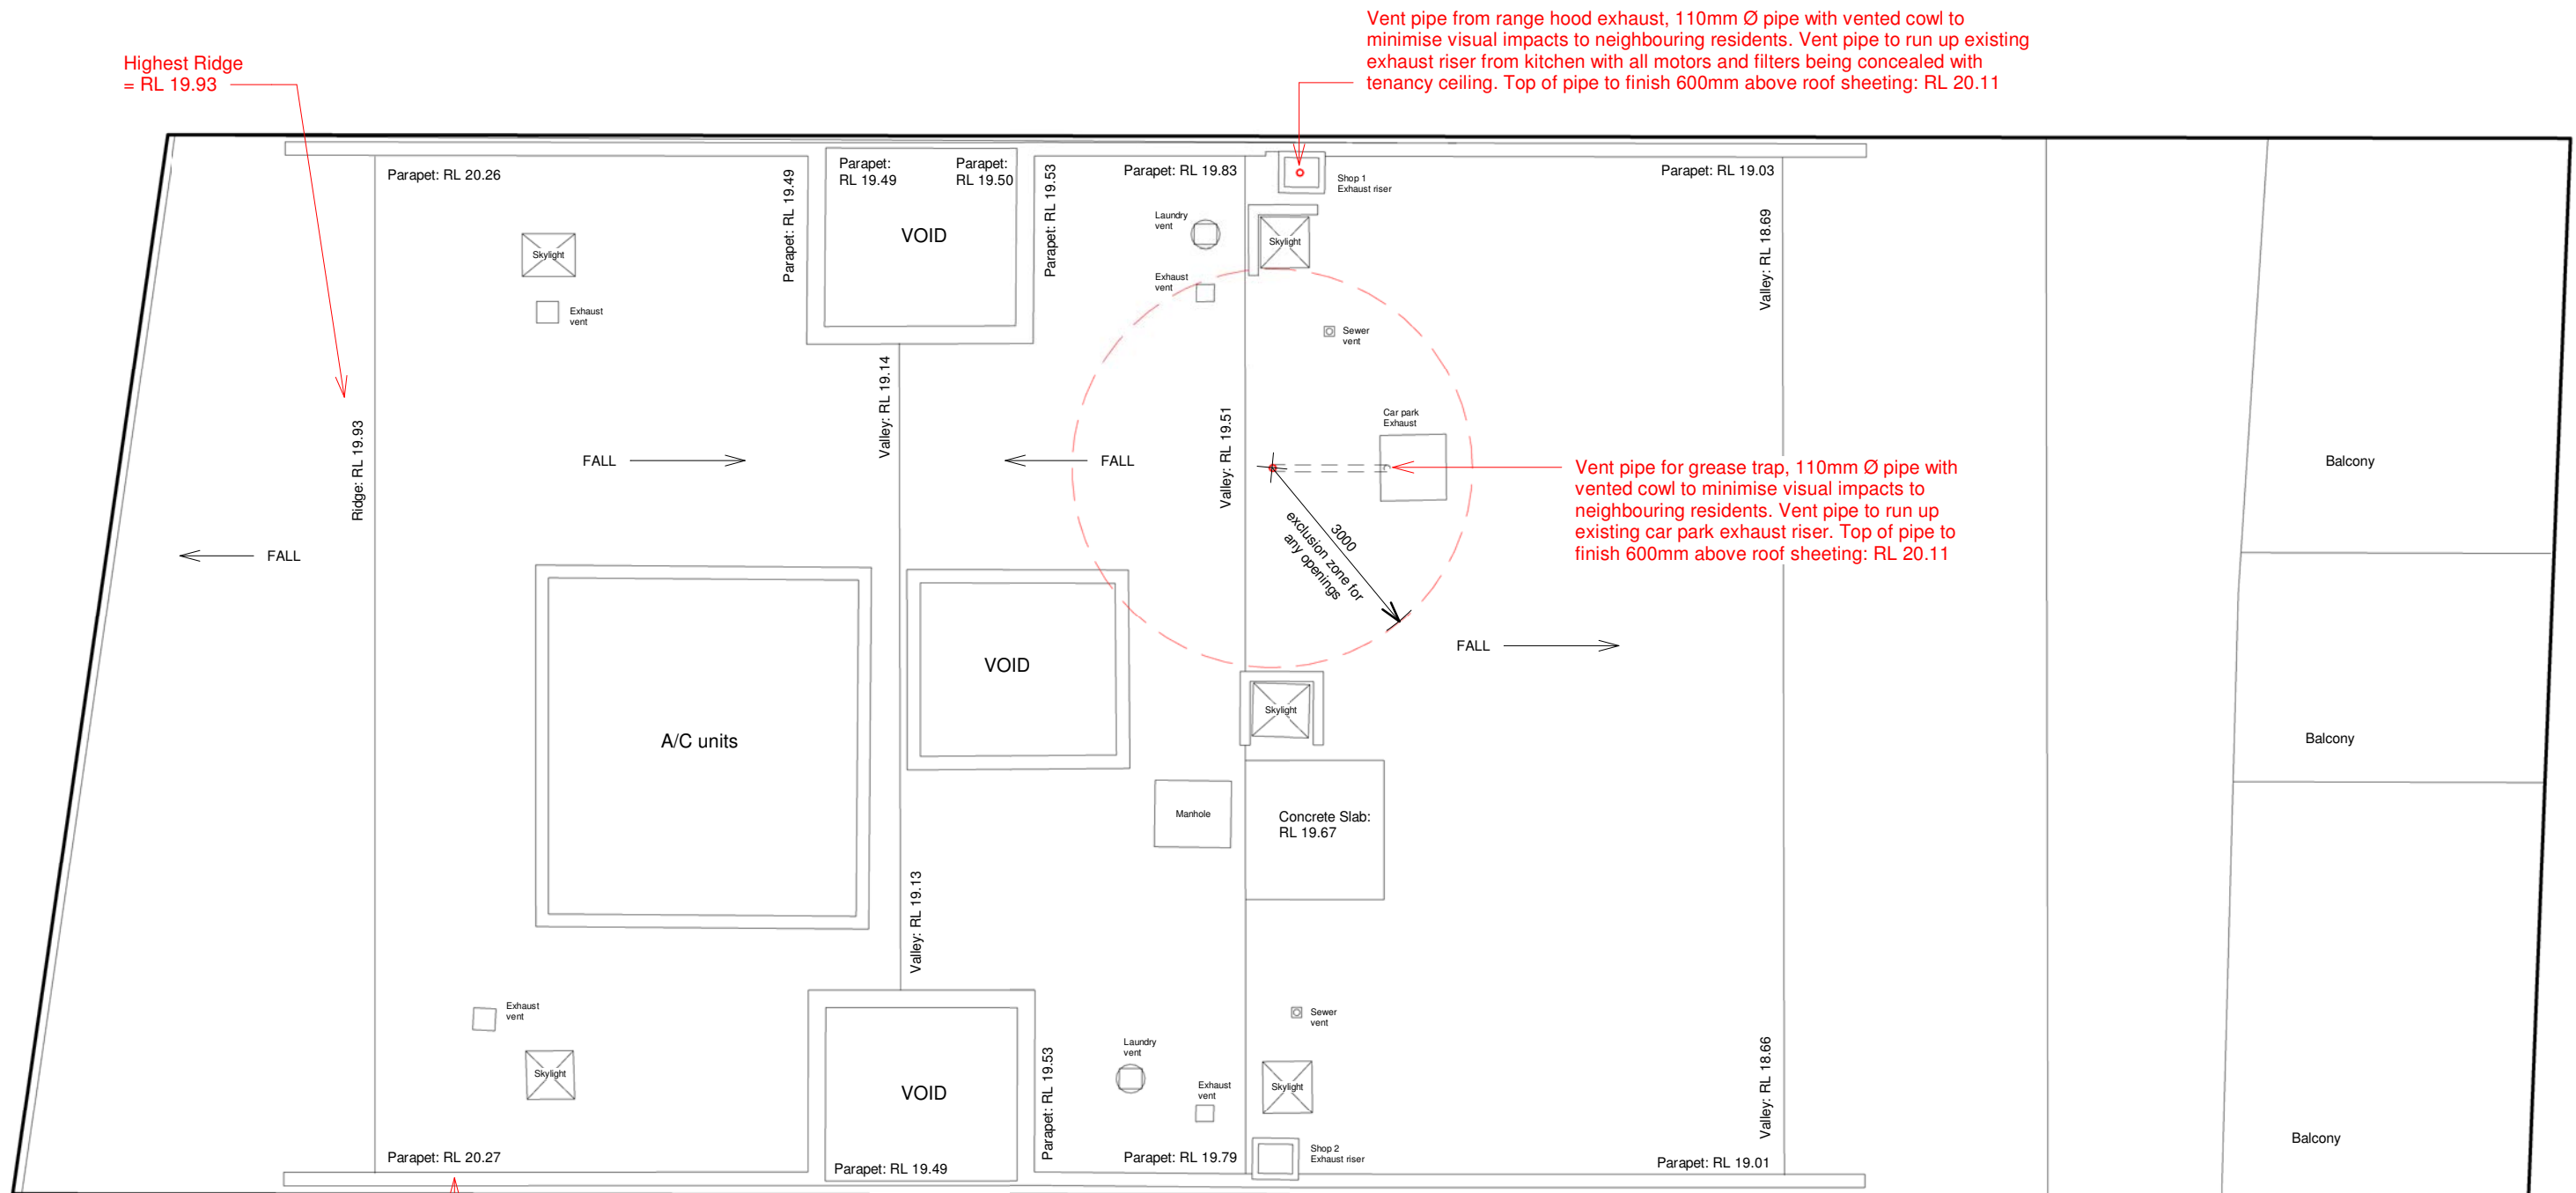 Vent pipe from range hood exhaust, 110mm Ø pipe with vented cowl to
minimise visual impacts to neighbouring residents. Vent pipe to run up existing
exhaust riser from kitchen with all motors and filters being concealed with
tenancy ceiling. Top of pipe to finish 600mm above roof sheeting: RL 20.11
Highest Ridge
= RL 19.93
Parapet: RL 20.26
Parapet: RL 19.49
Parapet:
RL 19.49
Parapet:
RL 19.50
VOID
Parapet: RL 19.53
Parapet: RL 19.83
Shop 1
Exhaust riser
Parapet: RL 19.03
Laundry
vent
Skylight
Skylight
Valley: RL 18.69
Exhaust
vent
Exhaust
vent
Sewer
vent
Valley: RL 19.14
Valley: RL 19.51
Car park
Exhaust
Ridge: RL 19.93
FALL
FALL
Balcony
Vent pipe for grease trap, 110mm Ø pipe with
vented cowl to minimise visual impacts to
neighbouring residents. Vent pipe to run up
existing car park exhaust riser. Top of pipe to
finish 600mm above roof sheeting: RL 20.11
3000
exclusion zone for
any openings
FALL
FALL
VOID
Skylight
A/C units
Balcony
Manhole
Concrete Slab:
RL 19.67
Valley: RL 19.13
Exhaust
vent
Sewer
vent
Skylight
VOID
Parapet: RL 19.53
Laundry
vent
Exhaust
vent
Skylight
Valley: RL 18.66
Balcony
Parapet: RL 20.27
Parapet: RL 19.49
Parapet: RL 19.79
Shop 2
Exhaust riser
Parapet: RL 19.01